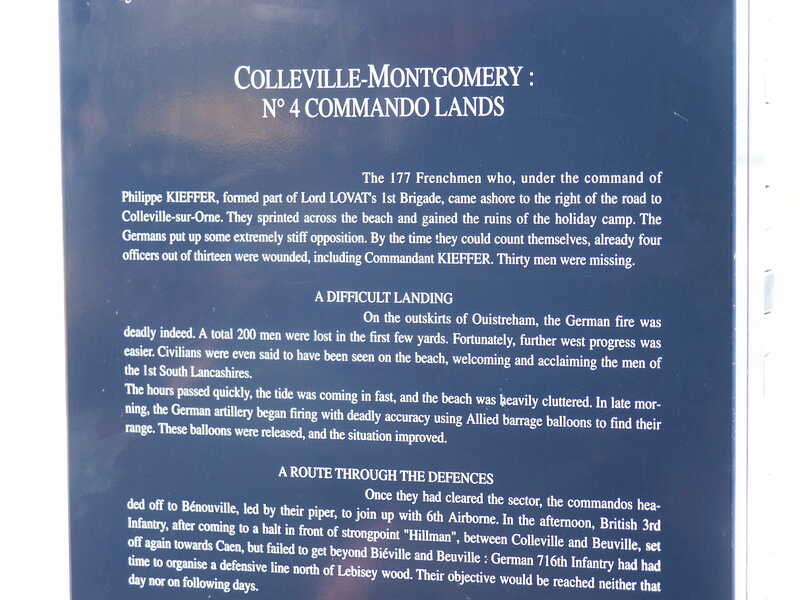 COLLEVILLE-MONTGOMERY :
N° 4 COMMANDO LANDS
The 177 Frenchmen who, under the command of
Philippe KIEFFER, formed part of Lord LOVAT's 1st Brigade, came ashore to the right of the road to
Colleville-sur-Orne. They sprinted across the beach and gained the ruins of the holiday camp. The
Germans put up some extremely stiff opposition. By the time they could count themselves, already four
officers out of thirteen were wounded, including Commandant KIEFFER. Thirty men were missing.
A DIFFICULT LANDING
On the outskirts of Ouistreham, the German fire was
deadly indeed. A total 200 men were lost in the first few yards. Fortunately, further west progress was
easier. Civilians were even said to have been seen on the beach, welcoming and acclaiming the men of
the 1st South Lancashires.
The hours passed quickly, the tide was coming in fast, and the beach was heavily cluttered. In late mor-
ning, the German artillery began firing with deadly accuracy using Allied barrage balloons to find their
range. These balloons were released, and the situation improved.
A ROUTE THROUGH THE DEFENCES
Once they had cleared the sector, the commandos hea-
ded off to Bénouville, led by their piper, to join up with 6th Airborne. In the afternoon, British 3rd
Infantry, after coming to a halt in front of strongpoint "Hillman", between Colleville and Beuville, set
off again towards Caen, but failed to get beyond Biéville and Beuville : German 716th Infantry had had
time to organise a defensive line north of Lebisey wood. Their objective would be reached neither that
day nor on following days.